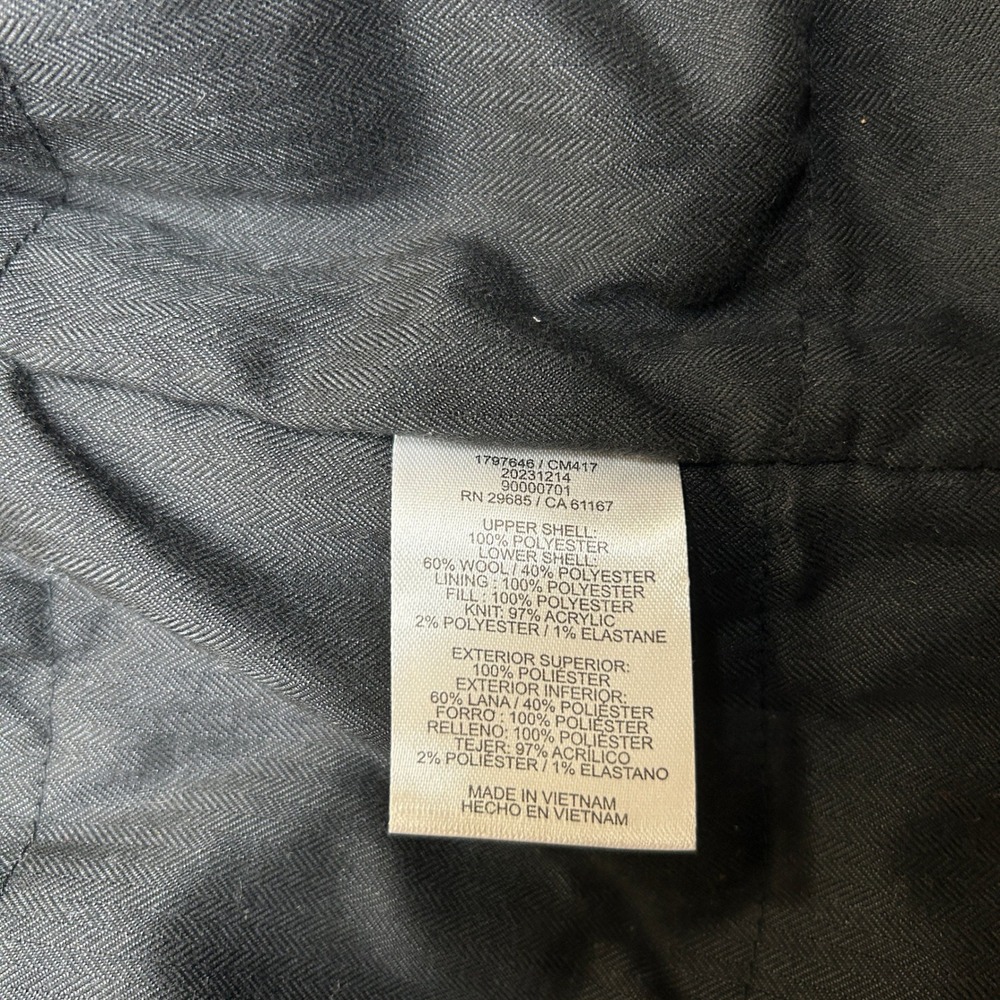 1797646 / CM417
20231214
90000701
RN 29685 / CA 61167
UPPER SHELL:
100% POLYESTER
LOWER SHELL:
60% WOOL / 40% POLYESTER
LINING : 100% POLYESTER
FILL : 100% POLYESTER
KNIT: 97% ACRYLIC
2% POLYESTER / 1% ELASTANE
EXTERIOR SUPERIOR:
100% POLIÉSTER
EXTERIOR INFERIOR:
60% LANA / 40% POLIÉSTER
FORRO : 100% POLIÉSTER
RELLENO: 100% POLIÉSTER
TEJER: 97% ACRÍLICO
2% POLIÉSTER / 1% ELASTANO
MADE IN VIETNAM
HECHO EN VIETNAM